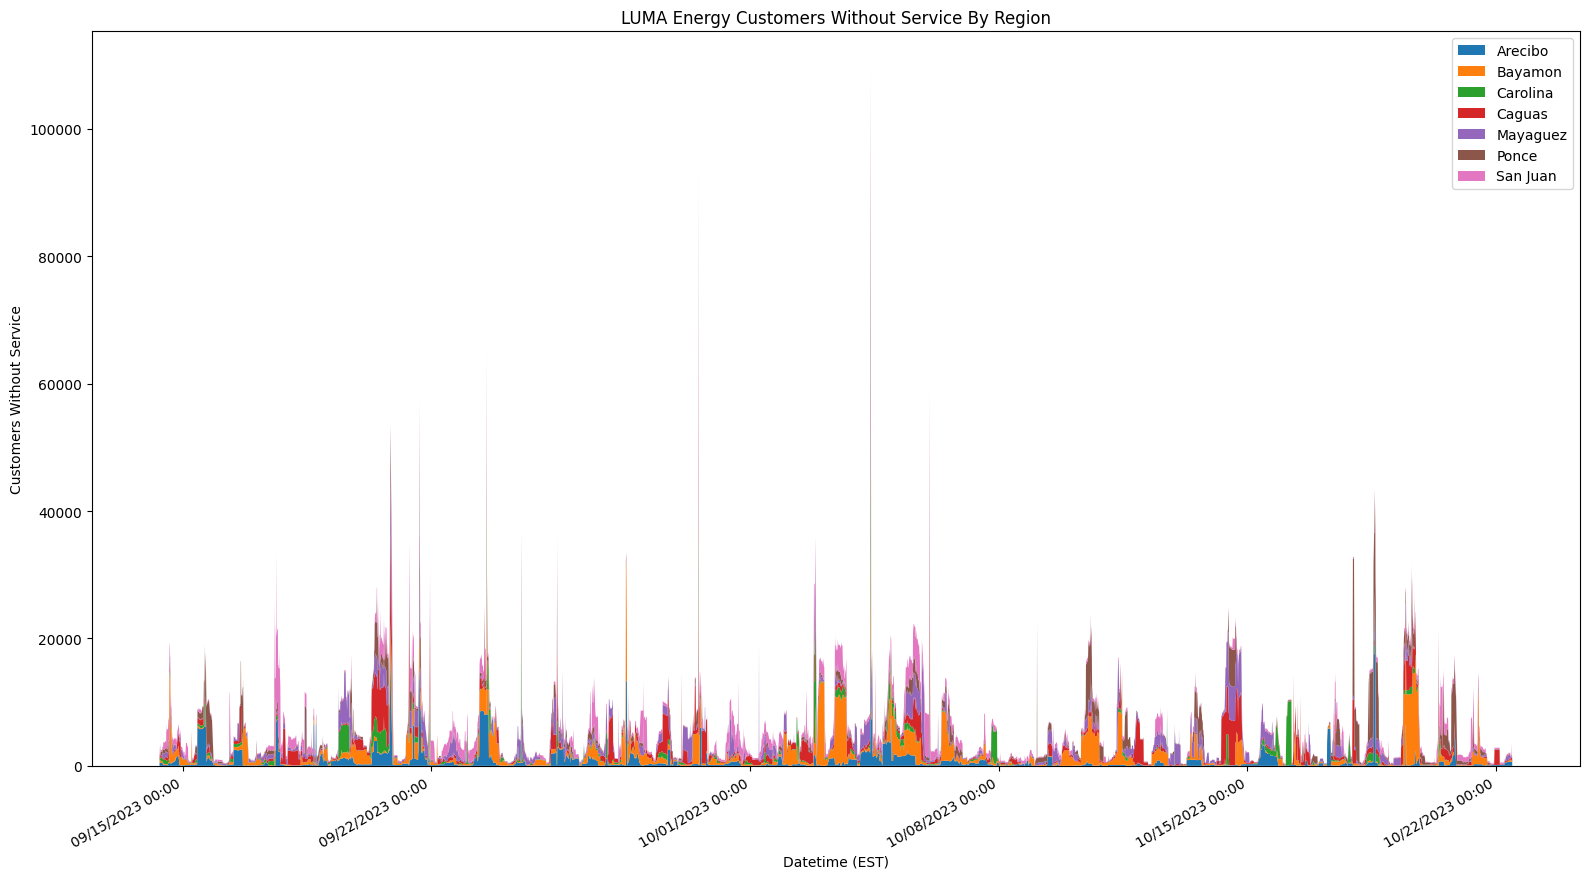 LUMA Energy Customers Without Service By Region
Arecibo
Bayamon
Carolina
Caguas
Mayaguez
Ponce
San Juan
100000
80000
60000
40000
20000
0
Customers Without Service
09/15/2023 00:00
09/22/2023 00:00
10/01/2023 00:00
10/08/2023 00:00
10/15/2023 00:00
10/22/2023 00:00
Datetime (EST)